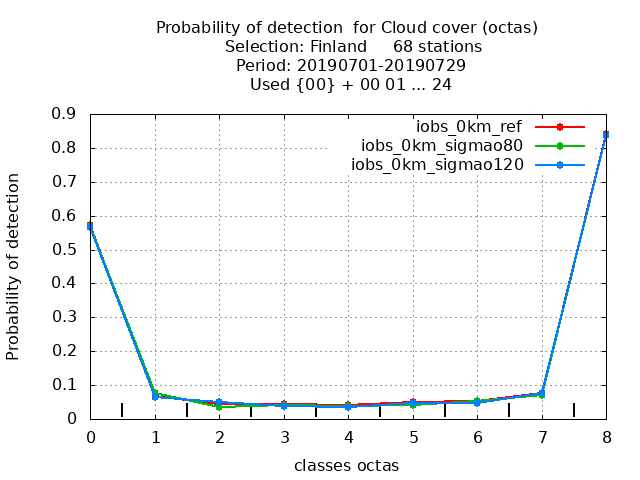 Probability of detection  for Cloud cover (octas)
Selection: Finland     68 stations
Period: 20190701-20190729
Used {00} + 00 01 ... 24
iobs_0km_ref
iobs_0km_sigmao80
iobs_0km_sigmao120
Probability of detection
0.9
0.8
0.7
0.6
0.5
0.4
0.3
0.2
0.1
0
0 1 2 3 4 5 6 7 8
classes octas